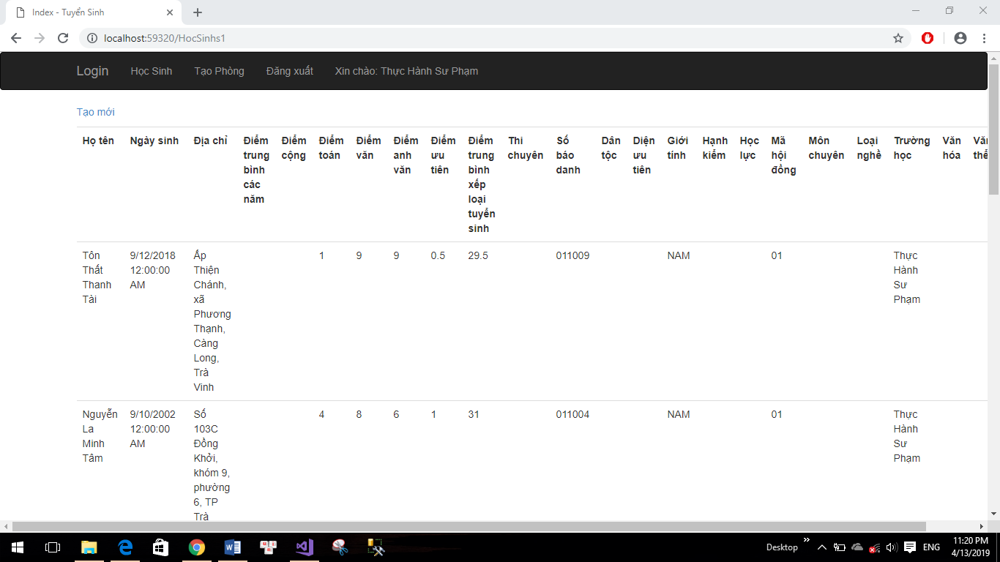 Index - Tuyển Sinh
localhost:59320/HocSinhs1
Login Học Sinh Tạo Phòng Đăng xuất Xin chào: Thực Hành Sư Phạm
Tạo mới
Họ tên Ngày sinh Địa chỉ Điểm Điểm Điểm Điểm Điểm Điểm Điểm Thi Số Dân Diện Giới Hạnh Học Mã Môn Loại Trường Văn Văn
trung cộng toán văn anh ưu trung chuyên báo tộc ưu tính kiểm lực hội chuyên nghề học hóa thể
bình văn tiên bình danh tiên đồng
các xếp
năm loại
tuyển
sinh
Tôn 9/12/2018 Ấp 1 9 9 0.5 29.5 011009 NAM 01 Thực
Thất 12:00:00 Thiện Hành
Thanh AM Chánh, Sư
Tài xã Phạm
Phương
Thạnh,
Càng
Long,
Trà
Vinh
Nguyễn 9/10/2002 Số 4 8 6 1 31 011004 NAM 01 Thực
La 12:00:00 103C Hành
Minh AM Đồng Sư
Tâm Khởi, Phạm
khóm 9,
phường
6, TP
Trà
Desktop ENG 11:20 PM
4/13/2019